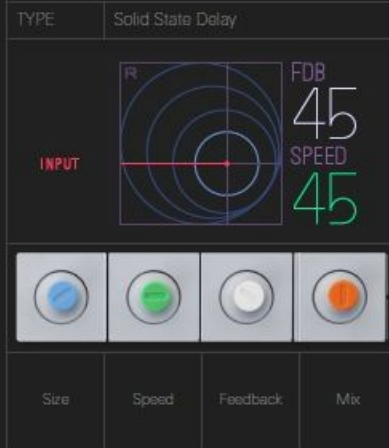 TYPE Solid State Delay
R
FDB
45
INPUT
SPEED
45
Size Speed Feedback Mix